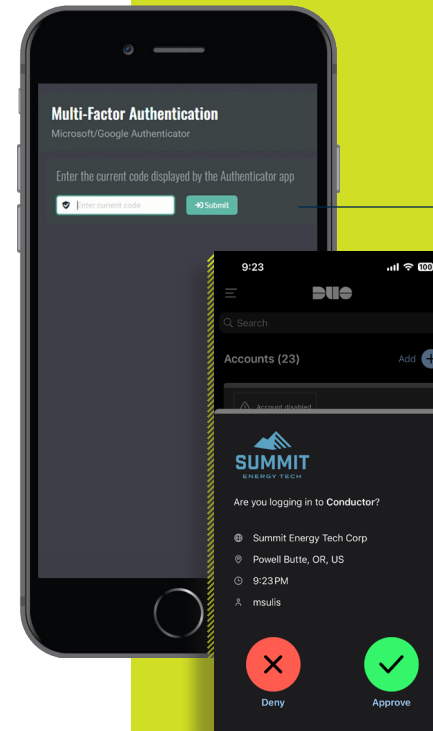 Multi-Factor Authentication
Microsoft/Google Authenticator
Enter the current code displayed by the Authenticator app
Enter current code
Submit
9:23
100
DUO
Search
Accounts (23)
Add
Account disabled
SUMMIT
ENERGY TECH
Are you logging in to Conductor?
Summit Energy Tech Corp
Powell Butte, OR, US
9:23 PM
msulis
Deny
Approve